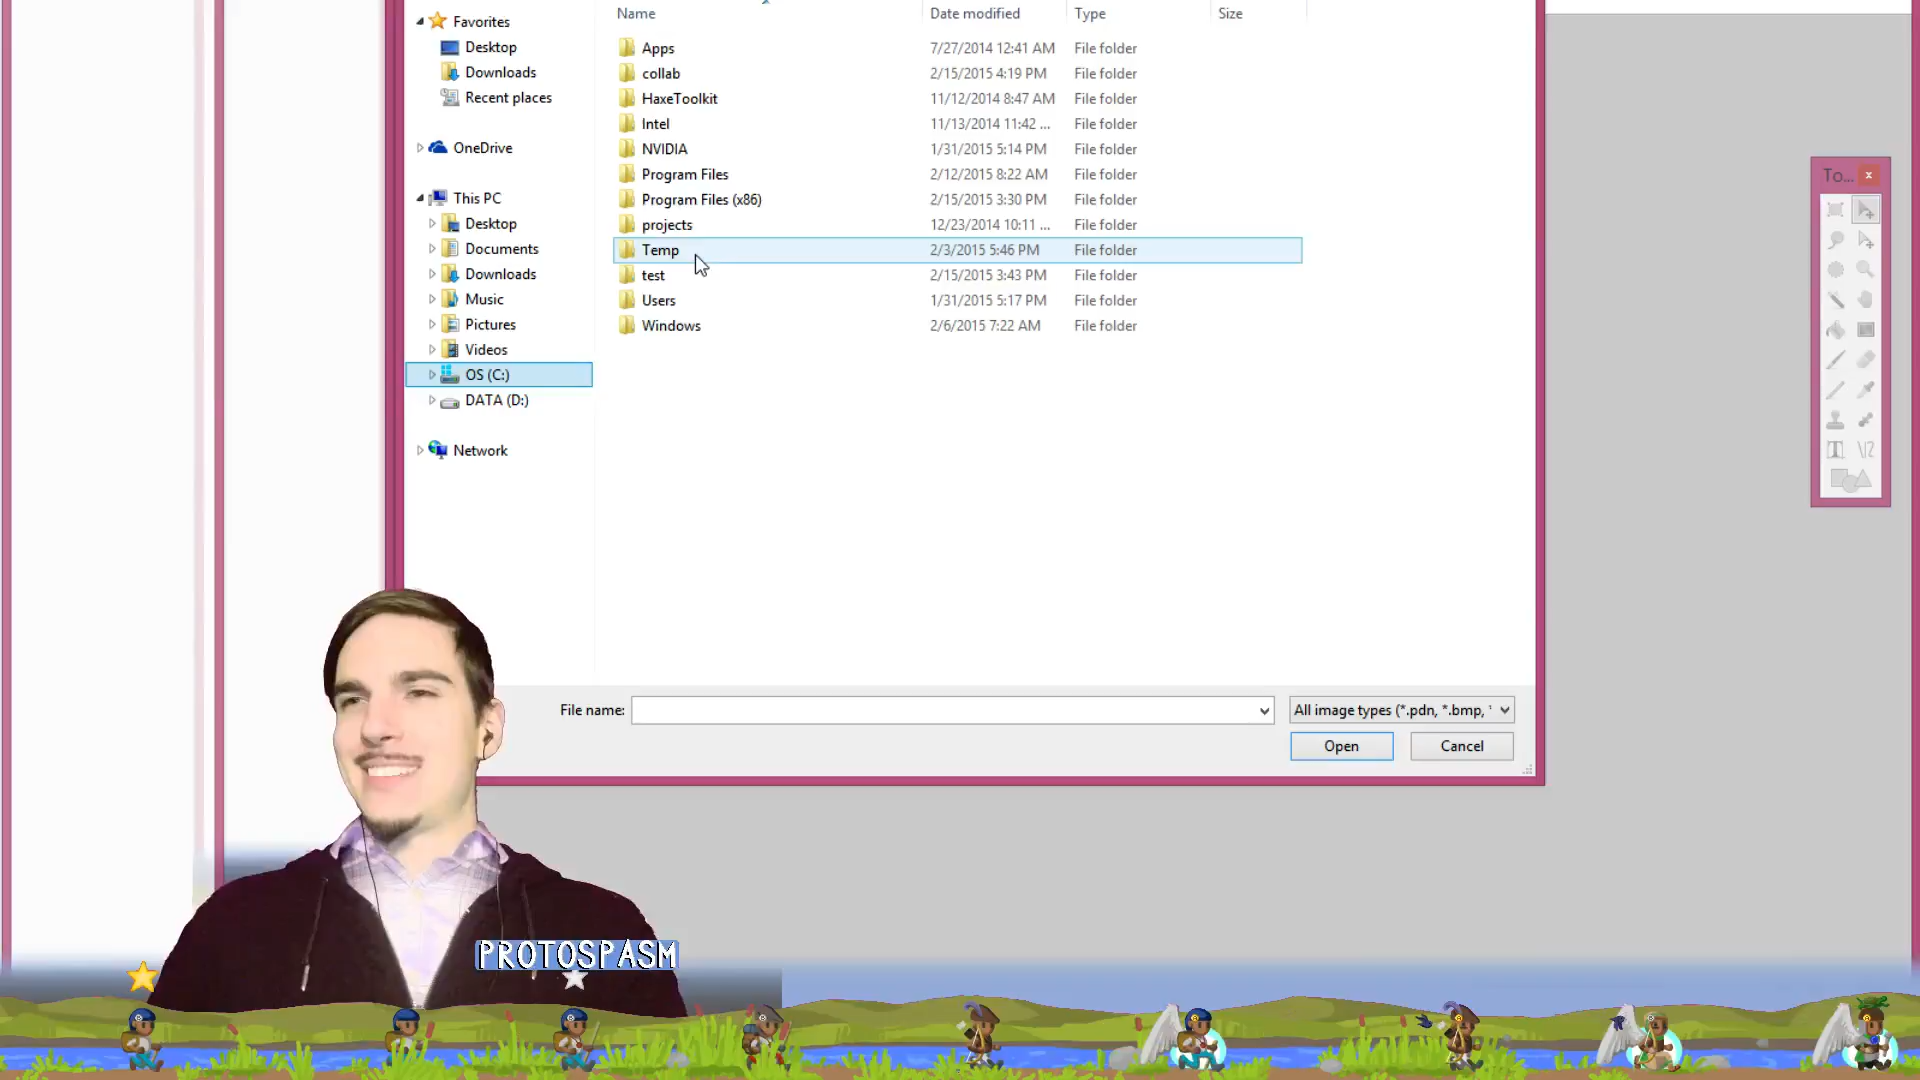 Name Date modified Type Size
Favorites
Desktop
Downloads
Recent places
OneDrive
This PC
Desktop
Documents
Downloads
Music
Pictures
Videos
OS (C:)
DATA (D:)
Network
Apps 7/27/2014 12:41 AM File folder
collab 2/15/2015 4:19 PM File folder
HaxeToolkit 11/12/2014 8:47 AM File folder
Intel 11/13/2014 11:42 ... File folder
NVIDIA 1/31/2015 5:14 PM File folder
Program Files 2/12/2015 8:22 AM File folder
Program Files (x86) 2/15/2015 3:30 PM File folder
projects 12/23/2014 10:11 ... File folder
Temp 2/3/2015 5:46 PM File folder
test 2/15/2015 3:43 PM File folder
Users 1/31/2015 5:17 PM File folder
Windows 2/6/2015 7:22 AM File folder
To... x
File name: All image types (*.pdn, *.bmp, *
Open Cancel
PROTOSPASM